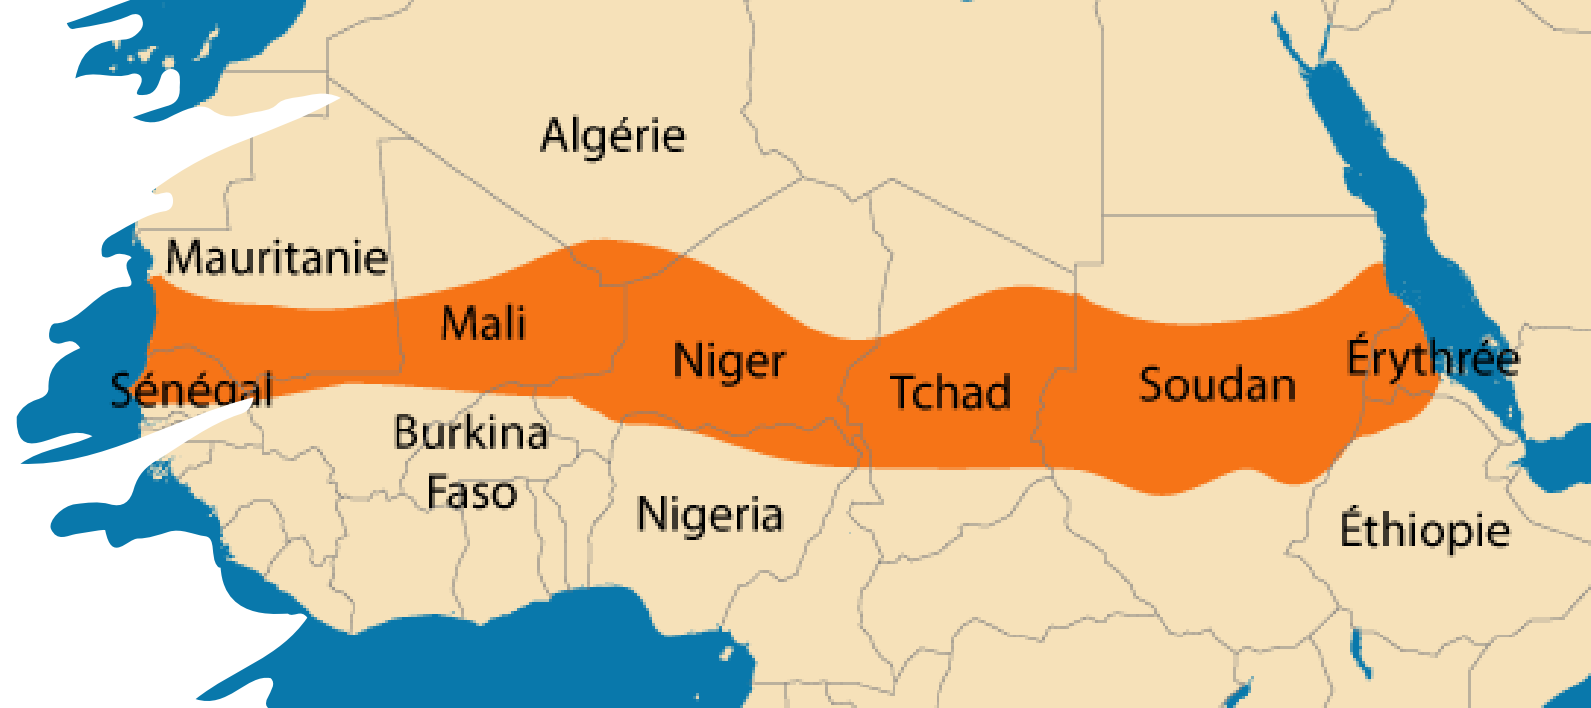 Algérie
Mauritanie
Mali
Niger
Tchad
Soudan
Érythrée
Sénégal
Burkina
Faso
Nigeria
Éthiopie